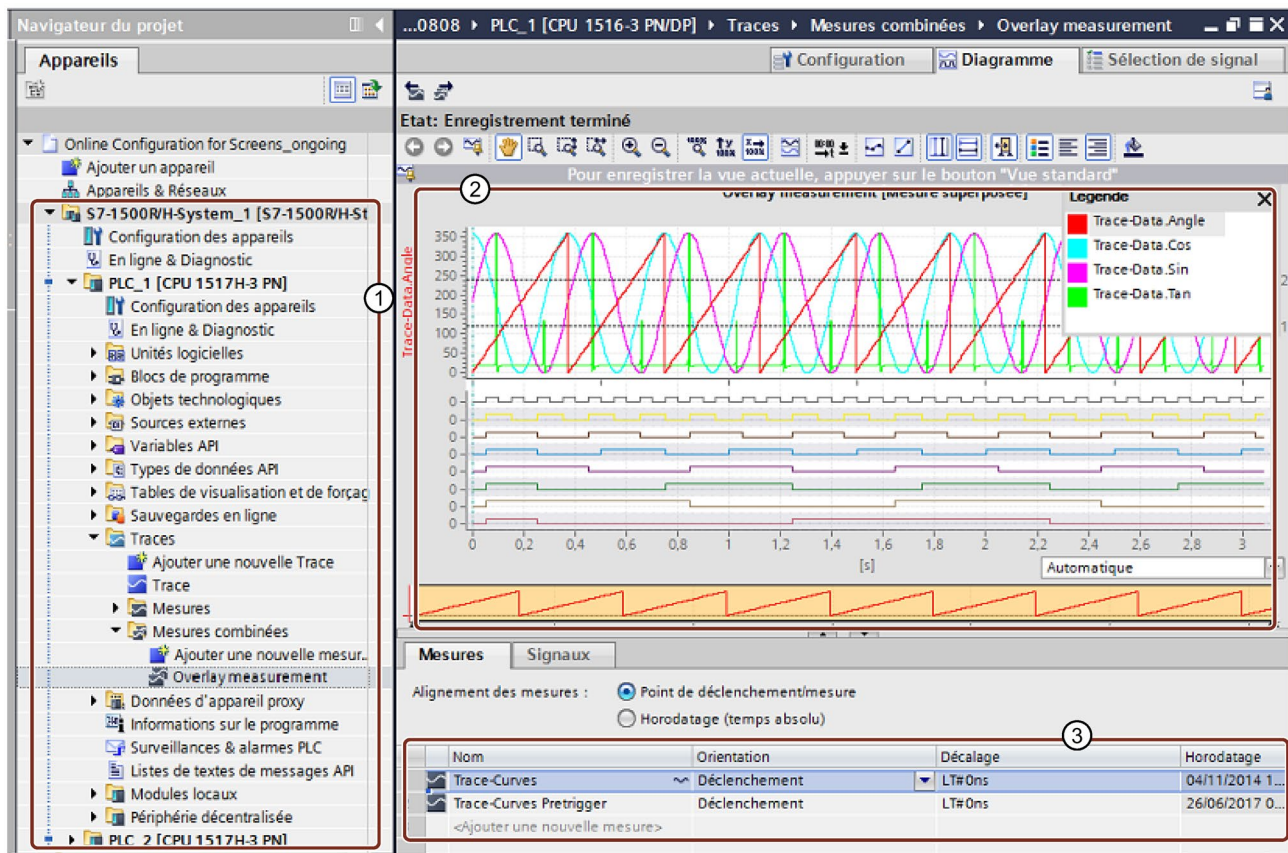 Navigateur du projet
Appareils
Online Configuration for Screens_ongoing
Ajouter un appareil
Appareils & Réseaux
S7-1500R/H-System_1 [S7-1500R/H-St
Configuration des appareils
En ligne & Diagnostic
PLC_1 [CPU 1517H-3 PN]
Configuration des appareils
En ligne & Diagnostic
Unités logicielles
Blocs de programme
Objets technologiques
Sources externes
Variables API
Types de données API
Tables de visualisation et de forçag
Sauvegardes en ligne
Traces
Ajouter une nouvelle Trace
Trace
Mesures
Mesures combinées
Ajouter une nouvelle mesur..
Overlay measurement
Données d'appareil proxy
Informations sur le programme
Surveillances & alarmes PLC
Listes de textes de messages API
Modules locaux
Périphérie décentralisée
PLC_2 [CPU 1517H-3 PN]
1
...0808 PLC_1 [CPU 1516-3 PN/DP] Traces Mesures combinées Overlay measurement
Configuration Diagramme Sélection de signal
Etat: Enregistrement terminé
Pour enregistrer la vue actuelle, appuyer sur le bouton "Vue standard"
2
Overlay measurement [Mesure superposée]
Legende
Trace-Data.Angle
Trace-Data.Cos
Trace-Data.Sin
Trace-Data.Tan
Trace-Data.Angle
350
300
250
200
150
100
50
0
2
1
0
0
0
0
0
0
0
0
0 0,2 0,4 0,6 0,8 1 1,2 1,4 1,6 1,8 2 2,2 2,4 2,6 2,8 3
[s]
Automatique
Mesures Signaux
Alignement des mesures :
Point de déclenchement/mesure
Horodatage (temps absolu)
3
Nom Orientation Décalage Horodatage
Trace-Curves Déclenchement LT#0ns 04/11/2014 1...
Trace-Curves Pretrigger Déclenchement LT#0ns 26/06/2017 0...
<Ajouter une nouvelle mesure>